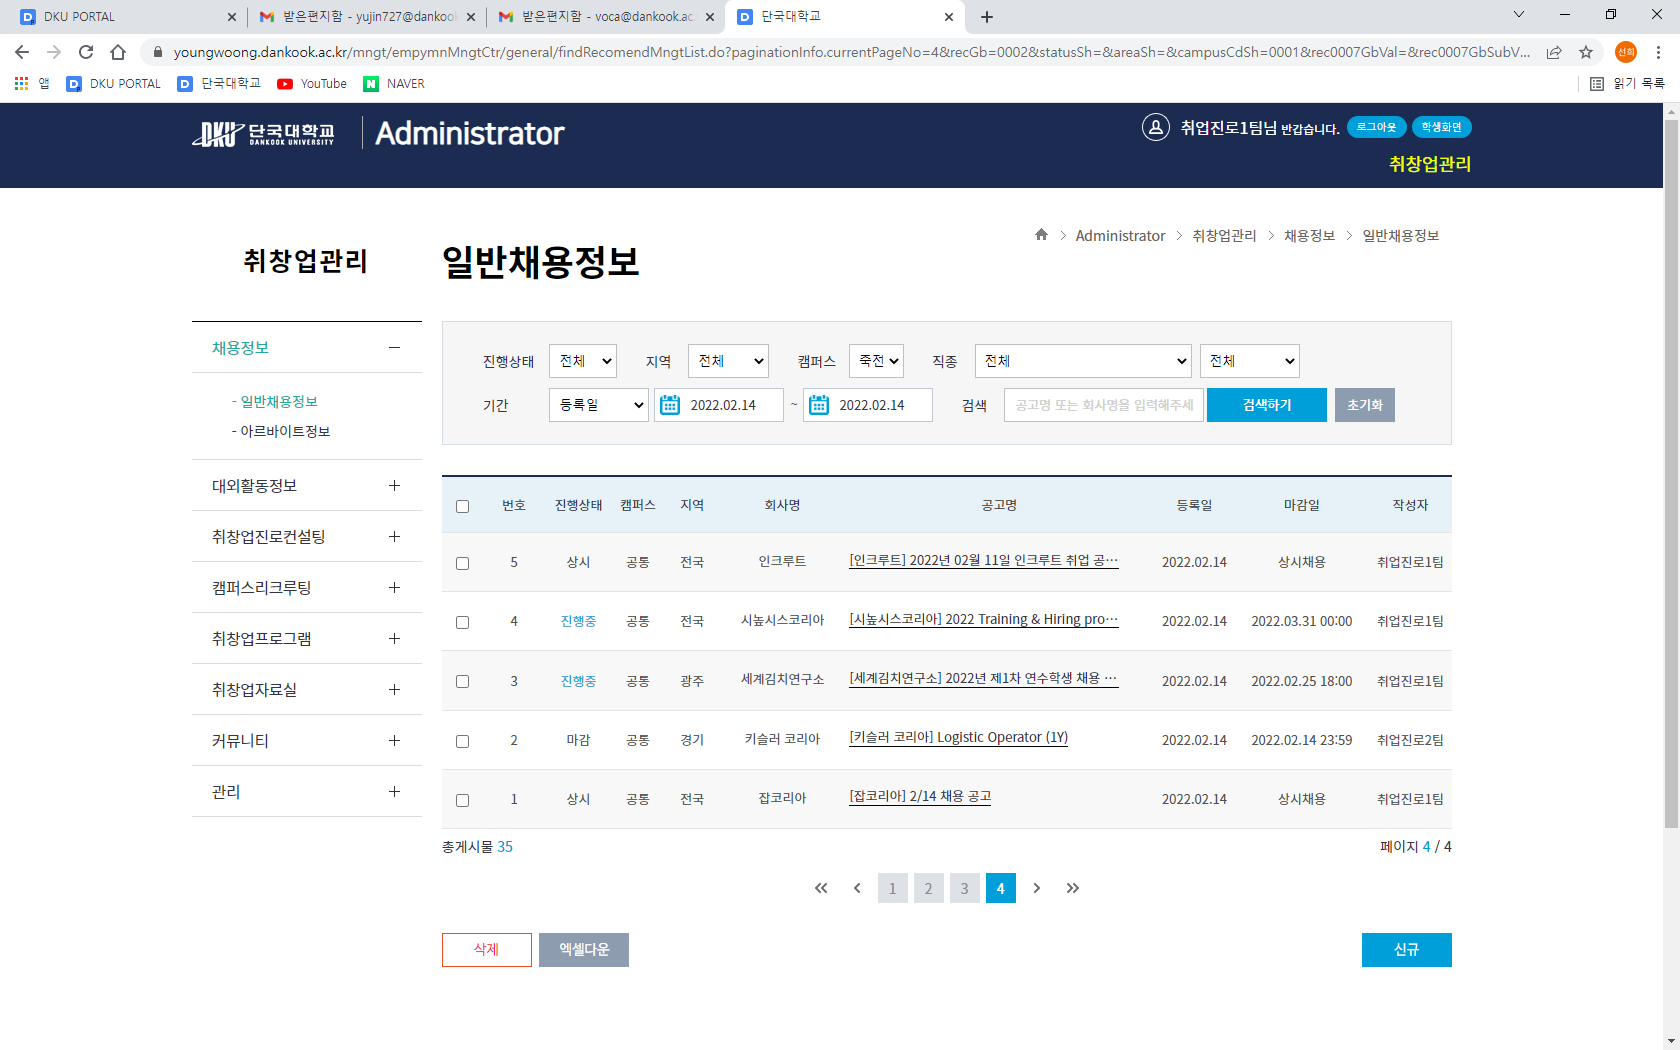 DKU PORTAL
받은편지함 - yujin727@dankook
받은편지함 - voca@dankook.ac.
단국대학교
youngwoong.dankook.ac.kr/mngt/empymnMngtCtr/general/findRecomendMngtList.do?paginationInfo.currentPageNo=4&recGb=0002&statusSh=&areaSh=&campusCdSh=0001&rec0007GbVal=&rec0007GbSubV...
선희
앱
DKU PORTAL
단국대학교
YouTube
NAVER
읽기 목록
DKU 단국대학교 DANKOOK UNIVERSITY
Administrator
취업진로1팀님 반갑습니다. 로그아웃 학생화면
취창업관리
취창업관리
일반채용정보
Administrator > 취창업관리 > 채용정보 > 일반채용정보
채용정보
- 일반채용정보
- 아르바이트정보
대외활동정보
취창업진로컨설팅
캠퍼스리크루팅
취창업프로그램
취창업자료실
커뮤니티
관리
진행상태 전체 지역 전체 캠퍼스 죽전 직종 전체 전체
기간 등록일 2022.02.14 ~ 2022.02.14 검색 공고명 또는 회사명을 입력해주세 검색하기 초기화
번호 진행상태 캠퍼스 지역 회사명 공고명 등록일 마감일 작성자
5 상시 공통 전국 인크루트 [인크루트] 2022년 02월 11일 인크루트 취업 공… 2022.02.14 상시채용 취업진로1팀
4 진행중 공통 전국 시높시스코리아 [시높시스코리아] 2022 Training & Hiring pro… 2022.02.14 2022.03.31 00:00 취업진로1팀
3 진행중 공통 광주 세계김치연구소 [세계김치연구소] 2022년 제1차 연수학생 채용 … 2022.02.14 2022.02.25 18:00 취업진로1팀
2 마감 공통 경기 키슬러 코리아 [키슬러 코리아] Logistic Operator (1Y) 2022.02.14 2022.02.14 23:59 취업진로2팀
1 상시 공통 전국 잡코리아 [잡코리아] 2/14 채용 공고 2022.02.14 상시채용 취업진로1팀
총게시물 35
페이지 4 / 4
1 2 3 4
삭제 엑셀다운 신규